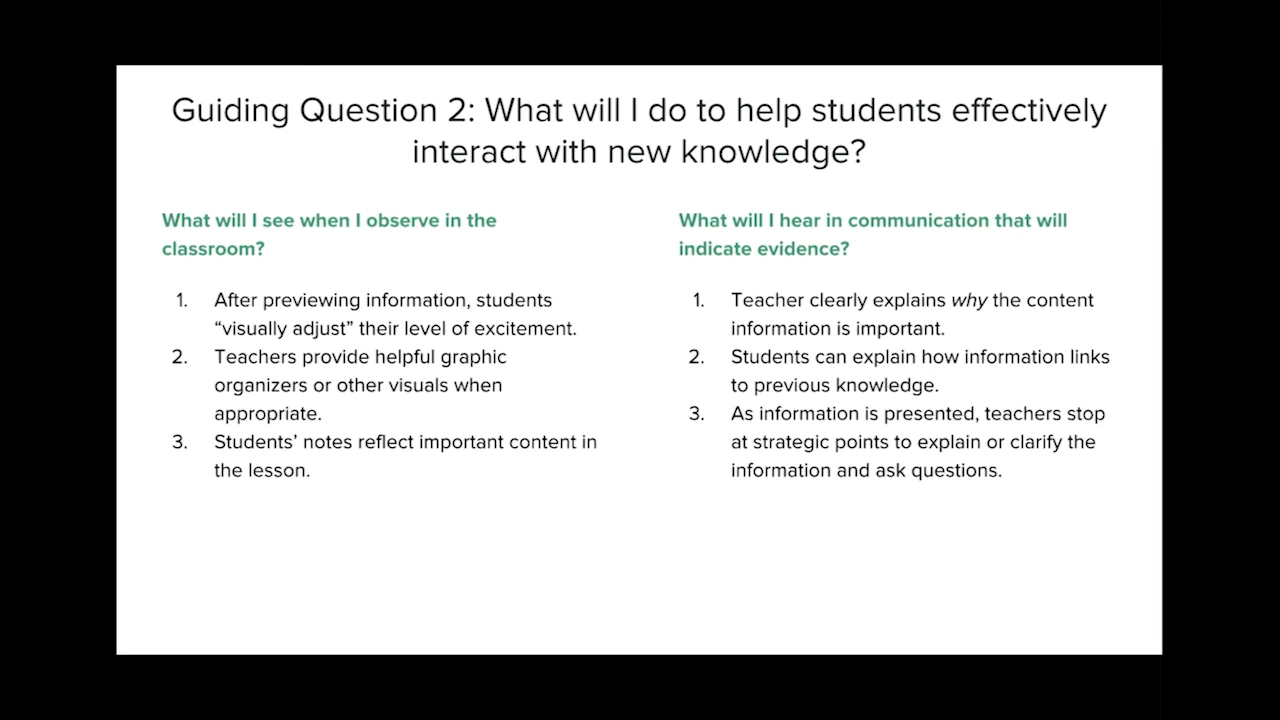 Guiding Question 2: What will I do to help students effectively
interact with new knowledge?
What will I see when I observe in the
classroom?
1. After previewing information, students
“visually adjust” their level of excitement.
2. Teachers provide helpful graphic
organizers or other visuals when
appropriate.
3. Students’ notes reflect important content in
the lesson.
What will I hear in communication that will
indicate evidence?
1. Teacher clearly explains why the content
information is important.
2. Students can explain how information links
to previous knowledge.
3. As information is presented, teachers stop
at strategic points to explain or clarify the
information and ask questions.